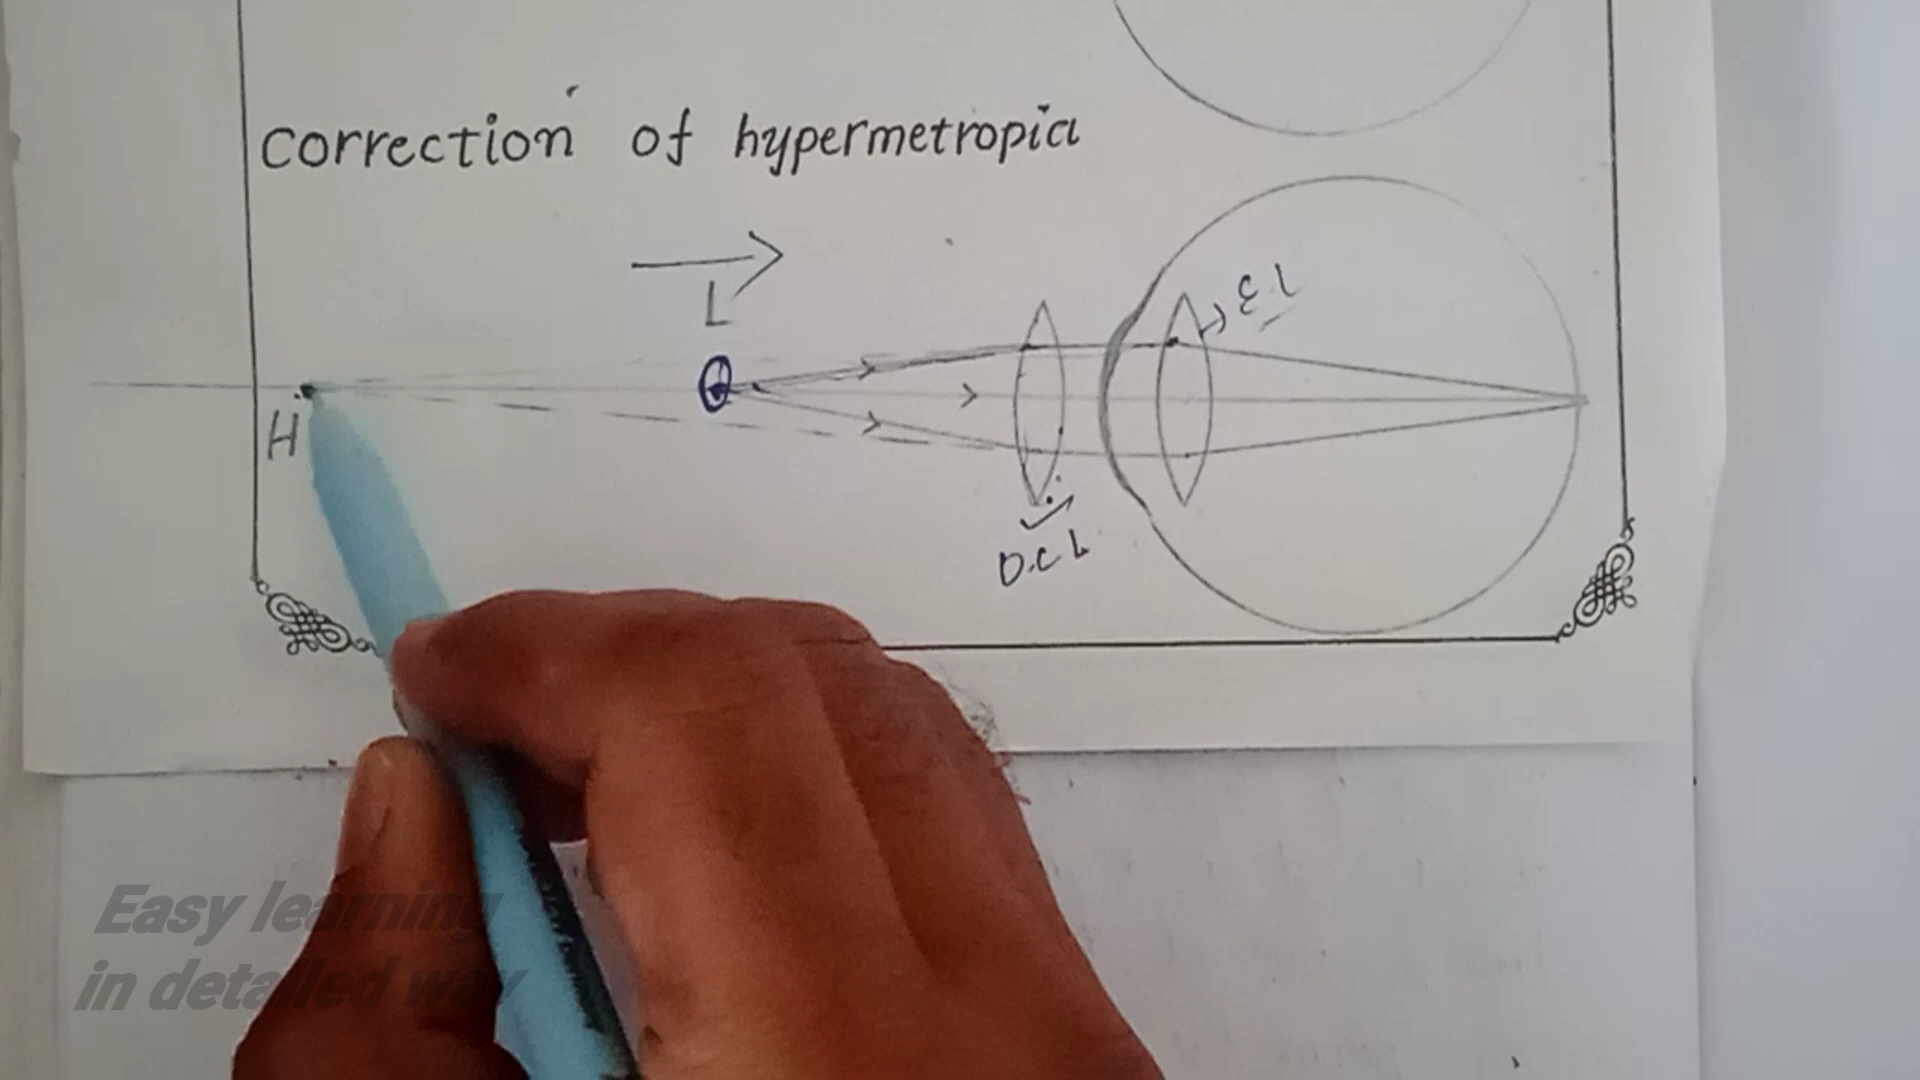 correction of hypermetropia
L
E.L
H
D.C.L
Easy learning
in detailed way